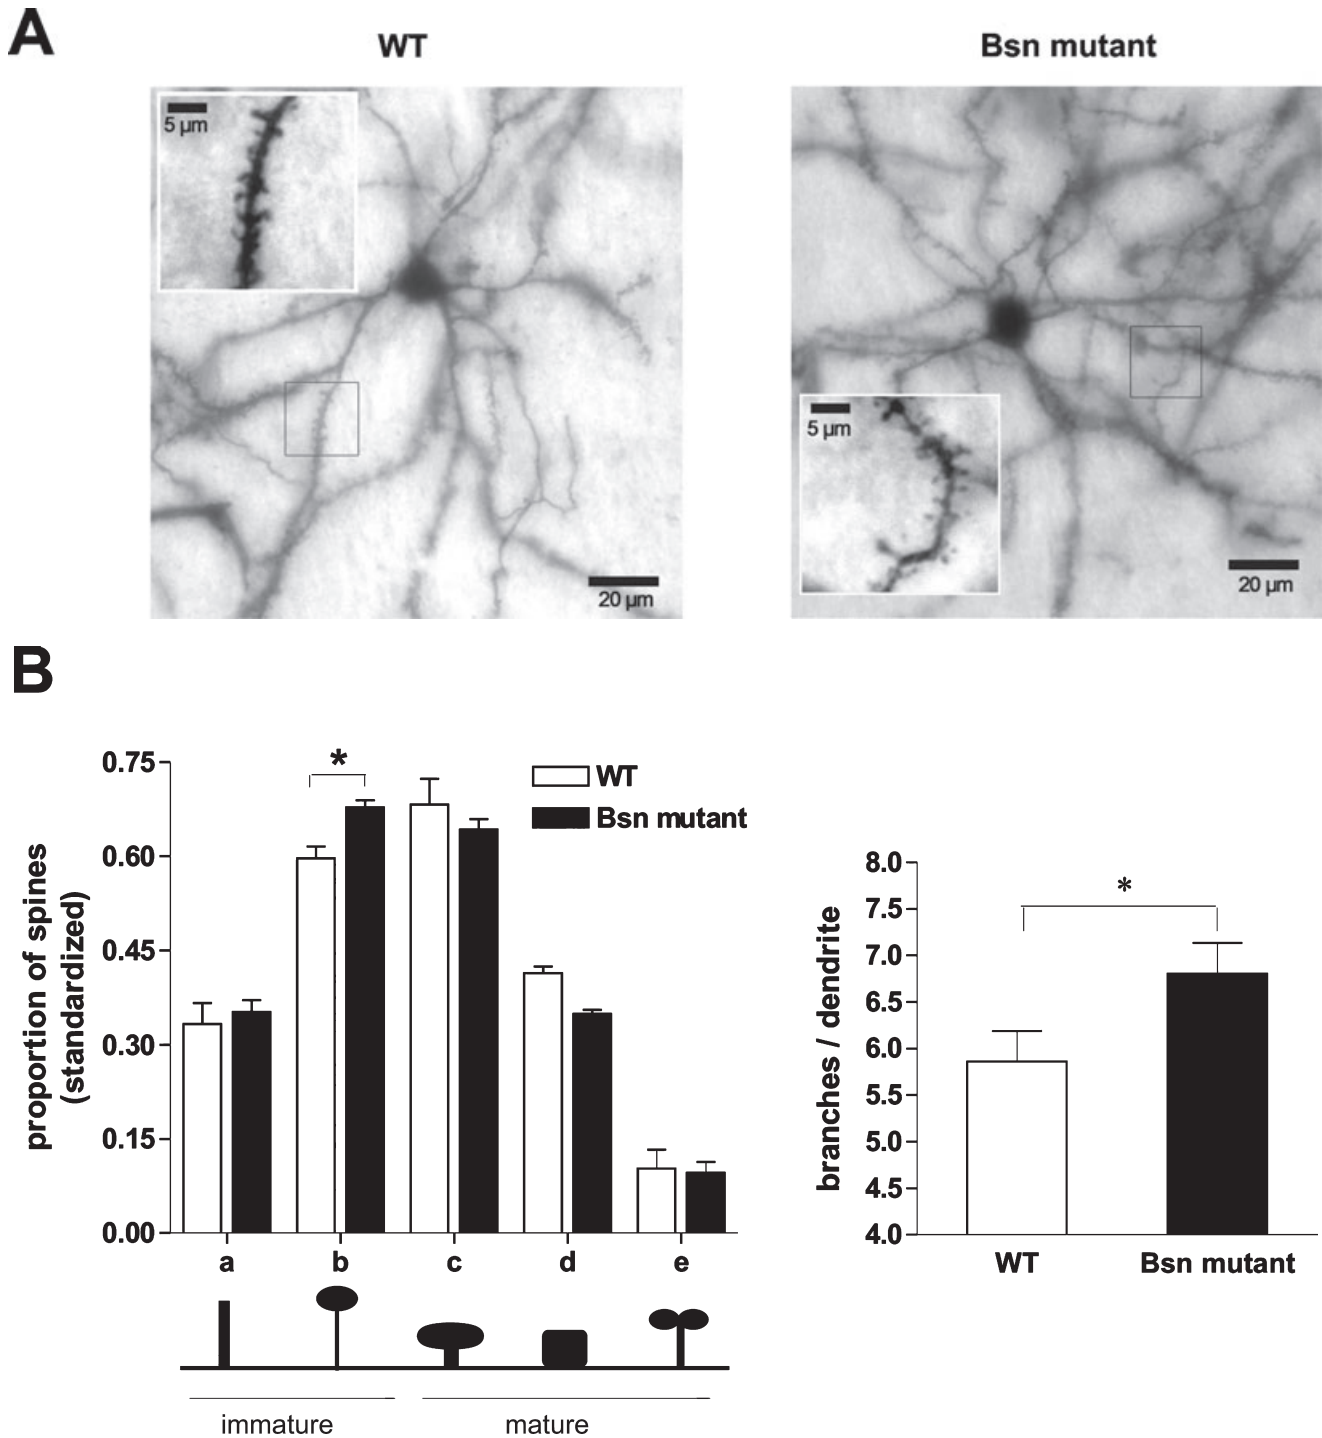 A
WT
Bsn mutant
5 µm
20 µm
5 µm
20 µm
B
proportion of spines
(standardized)
0.75
0.60
0.45
0.30
0.15
0.00
*
WT
Bsn mutant
a b c d e
immature mature
branches / dendrite
8.0
7.5
7.0
6.5
6.0
5.5
5.0
4.5
4.0
*
WT Bsn mutant